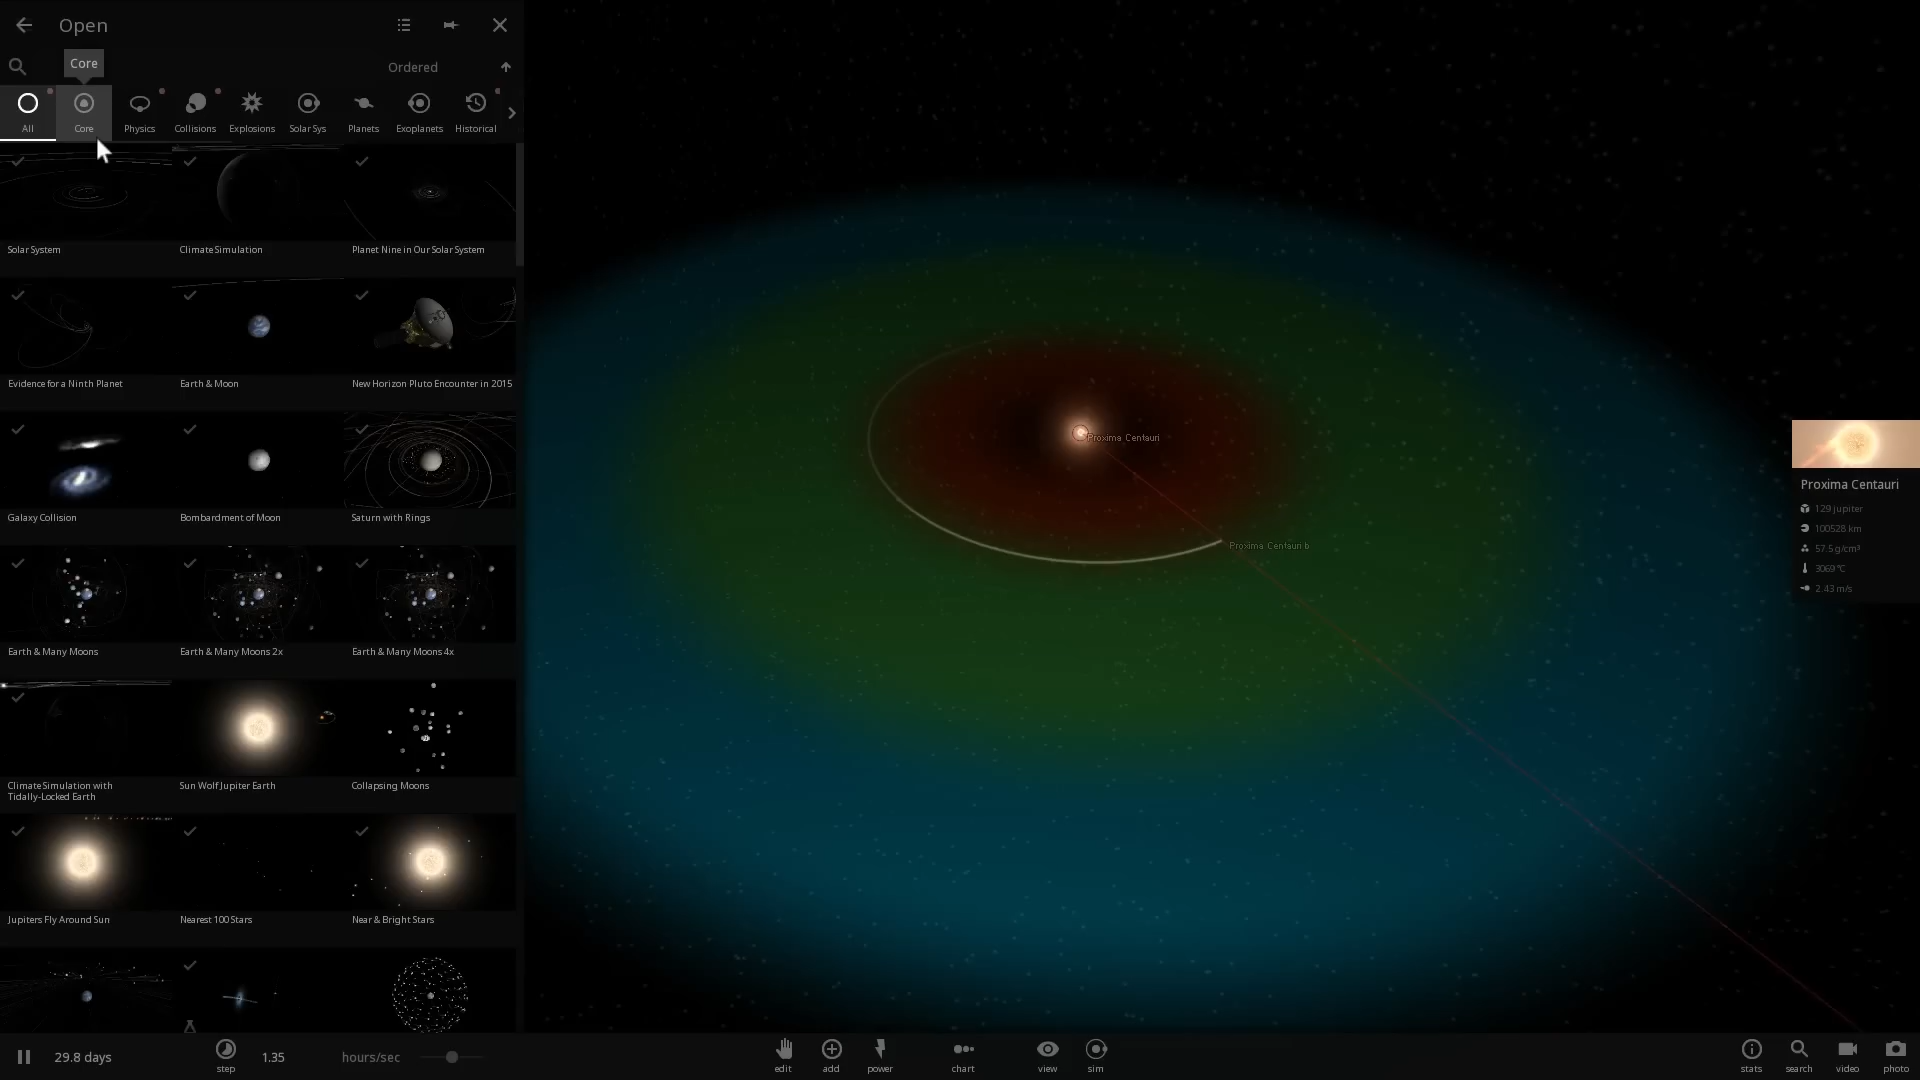 Open
Core
Ordered
All
Core
Physics
Collisions
Explosions
Solar Sys
Planets
Exoplanets
Historical
Solar System
Climate Simulation
Planet Nine in Our Solar System
Evidence for a Ninth Planet
Earth & Moon
New Horizon Pluto Encounter in 2015
Galaxy Collision
Bombardment of Moon
Saturn with Rings
Earth & Many Moons
Earth & Many Moons 2x
Earth & Many Moons 4x
Climate Simulation with
Tidally-Locked Earth
Sun Wolf Jupiter Earth
Collapsing Moons
Jupiters Fly Around Sun
Nearest 100 Stars
Near & Bright Stars
Proxima Centauri
Proxima Centauri b
Proxima Centauri
129 jupiter
100528 km
57.5 g/cm³
3069 °C
2.43 m/s
29.8 days
step
1.35
hours/sec
edit
add
power
chart
view
sim
stats
search
video
photo